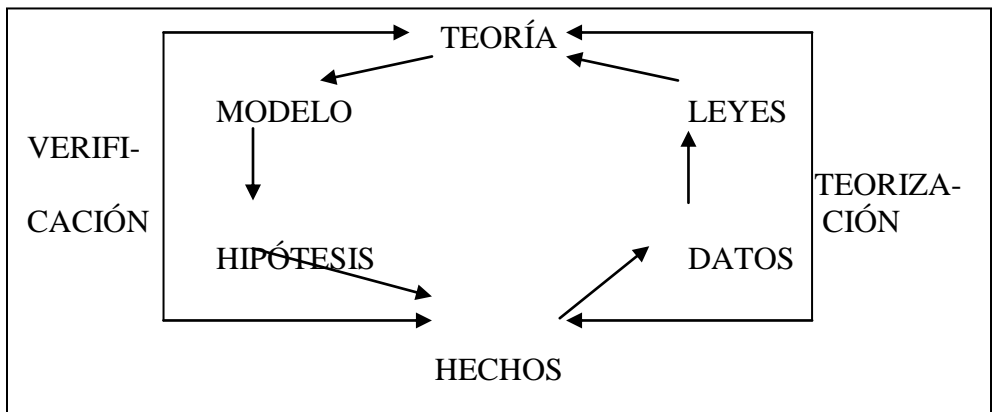 TEORÍA
MODELO LEYES
VERIFI-
CACIÓN
TEORIZA-
CIÓN
HIPÓTESIS DATOS
HECHOS